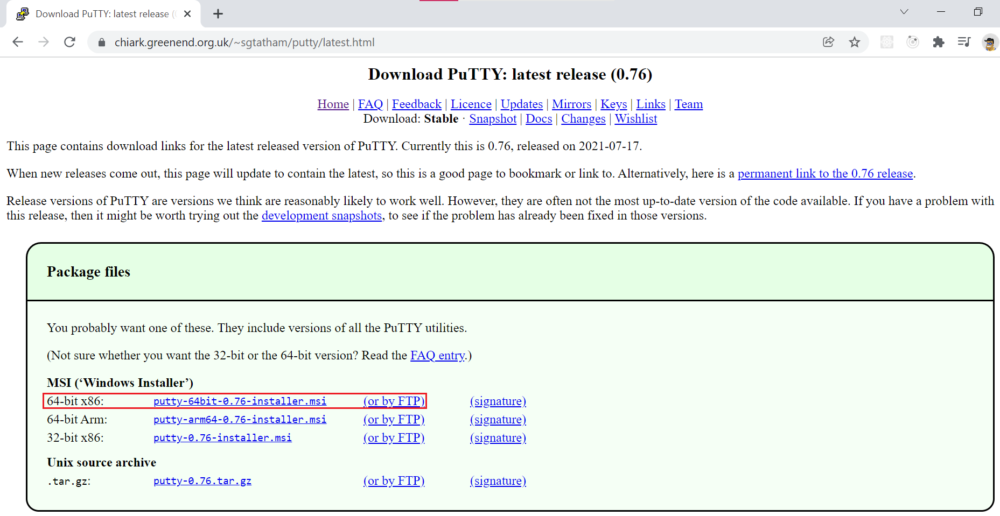 Download PuTTY: latest release (
chiark.greenend.org.uk/~sgtatham/putty/latest.html
Download PuTTY: latest release (0.76)
Home | FAQ | Feedback | Licence | Updates | Mirrors | Keys | Links | Team
Download: Stable · Snapshot | Docs | Changes | Wishlist
This page contains download links for the latest released version of PuTTY. Currently this is 0.76, released on 2021-07-17.
When new releases come out, this page will update to contain the latest, so this is a good page to bookmark or link to. Alternatively, here is a permanent link to the 0.76 release.
Release versions of PuTTY are versions we think are reasonably likely to work well. However, they are often not the most up-to-date version of the code available. If you have a problem with
this release, then it might be worth trying out the development snapshots, to see if the problem has already been fixed in those versions.
Package files
You probably want one of these. They include versions of all the PuTTY utilities.
(Not sure whether you want the 32-bit or the 64-bit version? Read the FAQ entry.)
MSI (‘Windows Installer’)
64-bit x86: putty-64bit-0.76-installer.msi (or by FTP) (signature)
64-bit Arm: putty-arm64-0.76-installer.msi (or by FTP) (signature)
32-bit x86: putty-0.76-installer.msi (or by FTP) (signature)
Unix source archive
.tar.gz: putty-0.76.tar.gz (or by FTP) (signature)